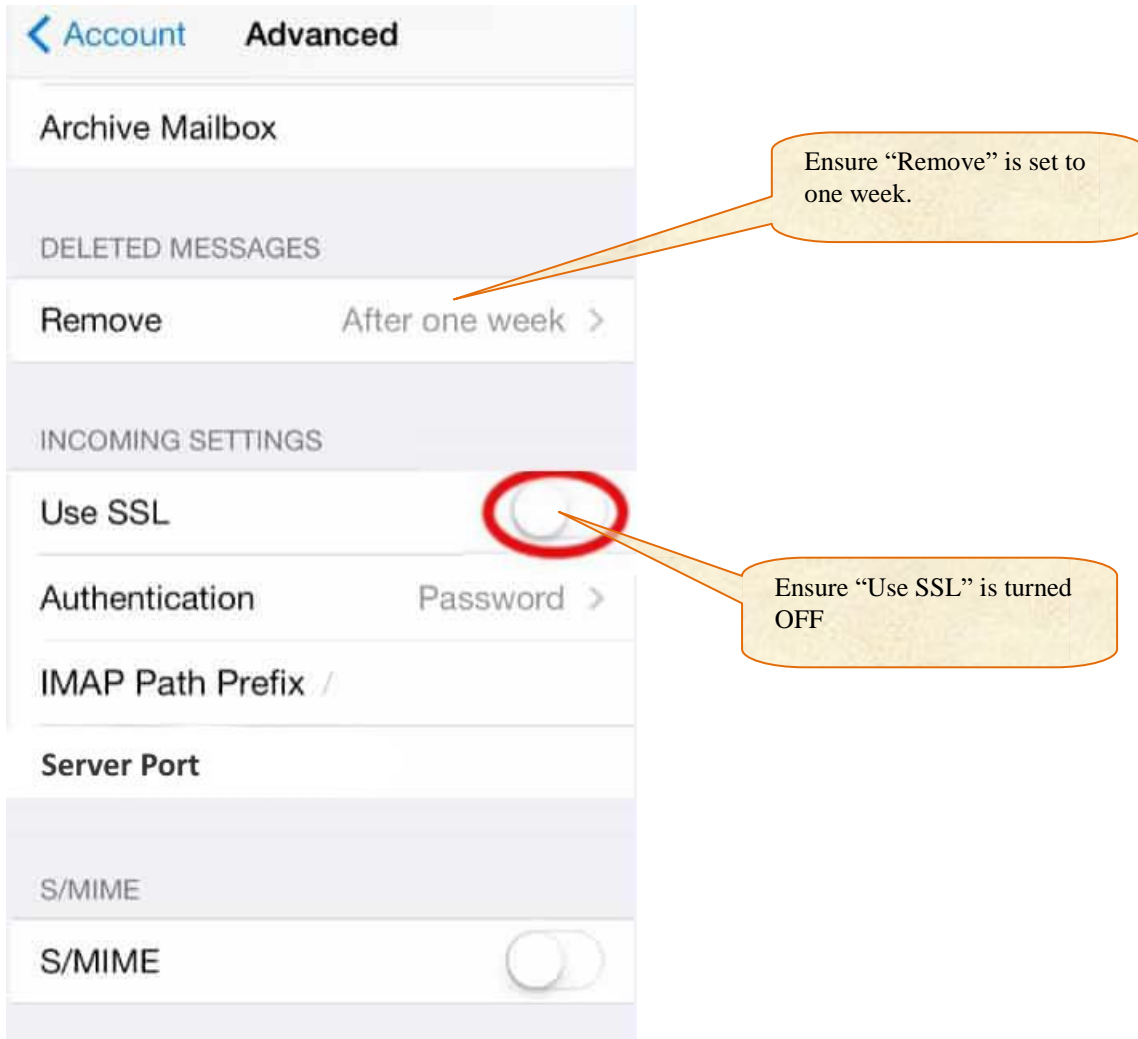 Account Advanced
Archive Mailbox
Ensure “Remove” is set to
one week.
DELETED MESSAGES
Remove After one week >
INCOMING SETTINGS
Use SSL
Authentication Password >
Ensure “Use SSL” is turned
OFF
IMAP Path Prefix /
Server Port
S/MIME
S/MIME